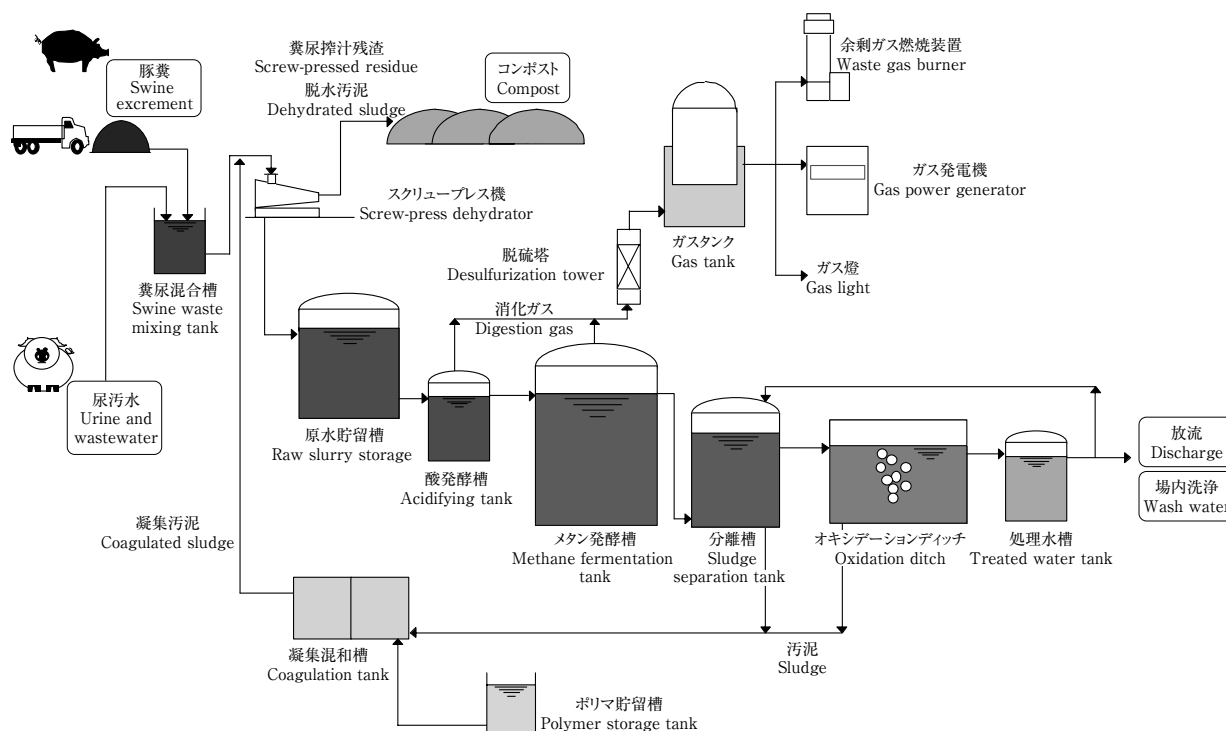 豚糞
Swine
excrement
糞尿搾汁残渣
Screw-pressed residue
脱水汚泥
Dehydrated sludge
コンポスト
Compost
余剰ガス燃焼装置
Waste gas burner
ガス発電機
Gas power generator
スクリュープレス機
Screw-press dehydrator
ガスタンク
Gas tank
脱硫塔
Desulfurization tower
ガス燈
Gas light
糞尿混合槽
Swine waste
mixing tank
消化ガス
Digestion gas
尿汚水
Urine and
wastewater
原水貯留槽
Raw slurry storage
酸発酵槽
Acidifying tank
放流
Discharge
場内洗浄
Wash water
凝集汚泥
Coagulated sludge
メタン発酵槽
Methane fermentation
tank
分離槽
Sludge
separation tank
オキシデーションディッチ
Oxidation ditch
処理水槽
Treated water tank
凝集混和槽
Coagulation tank
汚泥
Sludge
ポリマ貯留槽
Polymer storage tank